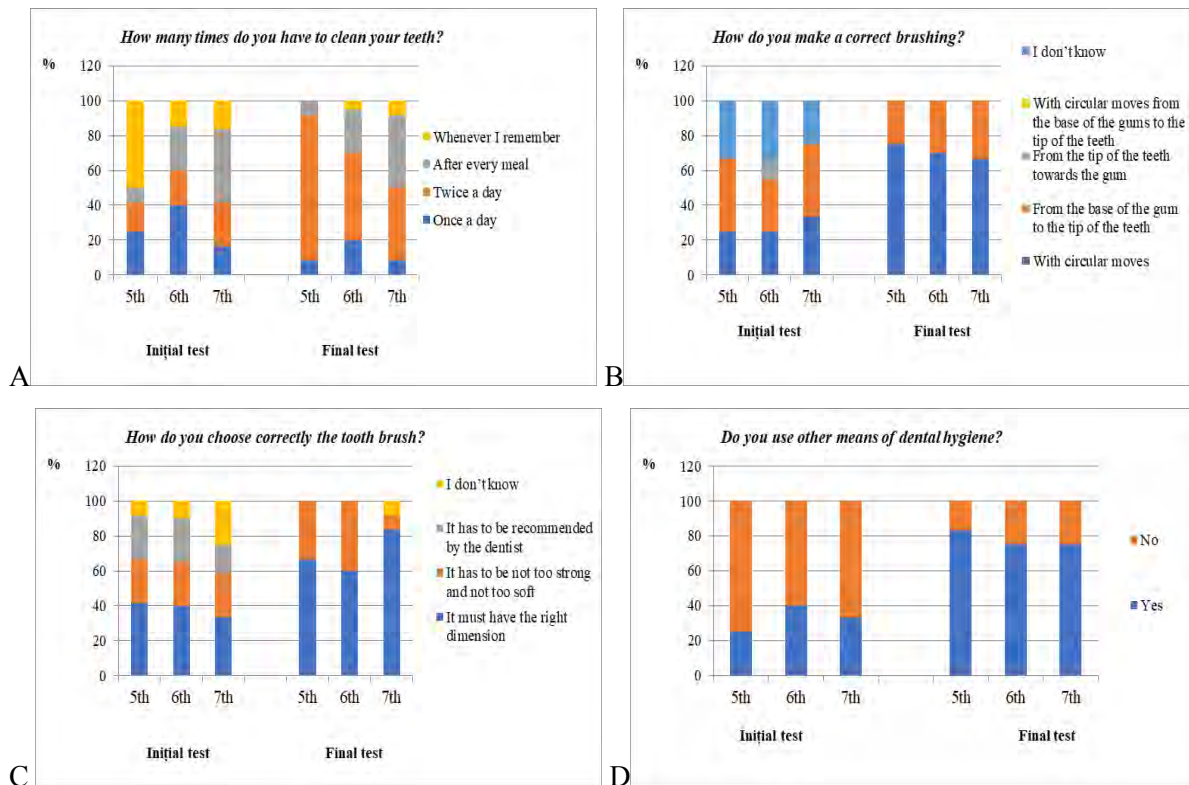 How many times do you have to clean your teeth?
%
120
100
80
60
40
20
0
5th 6th 7th 5th 6th 7th
Inițial test Final test
Whenever I remember
After every meal
Twice a day
Once a day
A
How do you make a correct brushing?
%
120
100
80
60
40
20
0
5th 6th 7th 5th 6th 7th
Inițial test Final test
I don't know
With circular moves from
the base of the gums to the
tip of the teeth
From the tip of the teeth
towards the gum
From the base of the gum
to the tip of the teeth
With circular moves
B
How do you choose correctly the tooth brush?
%
120
100
80
60
40
20
0
5th 6th 7th 5th 6th 7th
Inițial test Final test
I don't know
It has to be recommended
by the dentist
It has to be not too strong
and not too soft
It must have the right
dimension
C
Do you use other means of dental hygiene?
%
120
100
80
60
40
20
0
5th 6th 7th 5th 6th 7th
Inițial test Final test
No
Yes
D